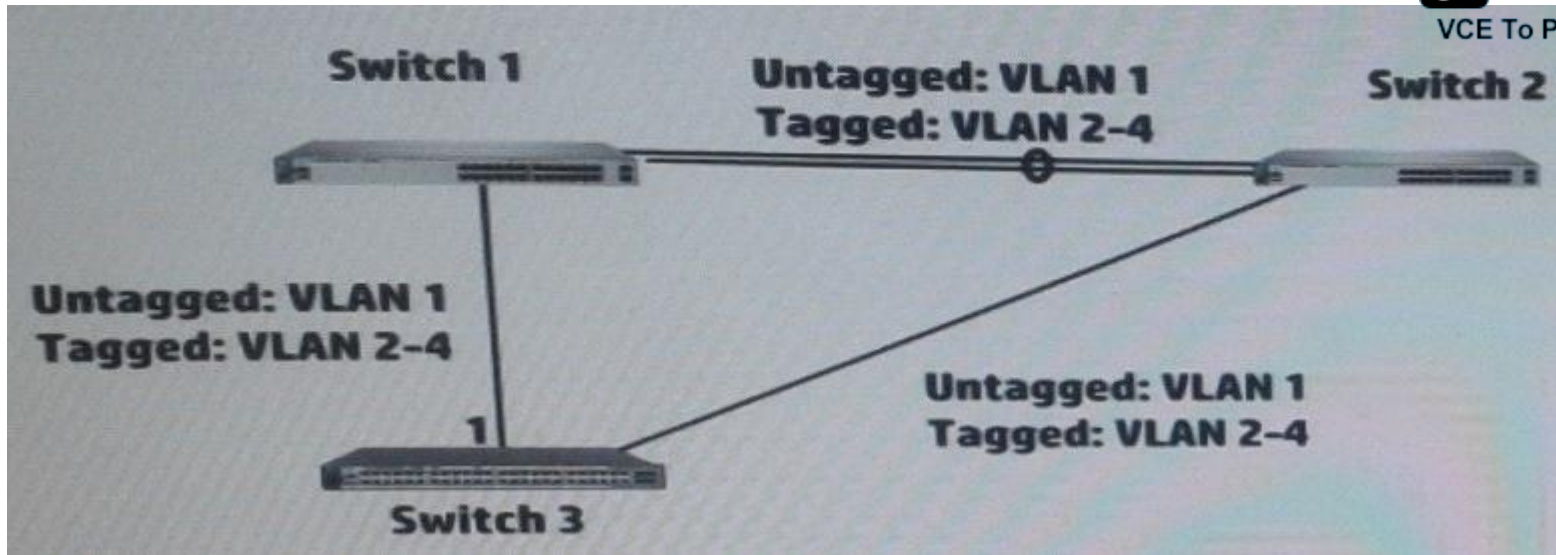 VCE To P
Switch 1
Untagged: VLAN 1
Tagged: VLAN 2-4
Switch 2
Untagged: VLAN 1
Tagged: VLAN 2-4
Untagged: VLAN 1
Tagged: VLAN 2-4
1
Switch 3